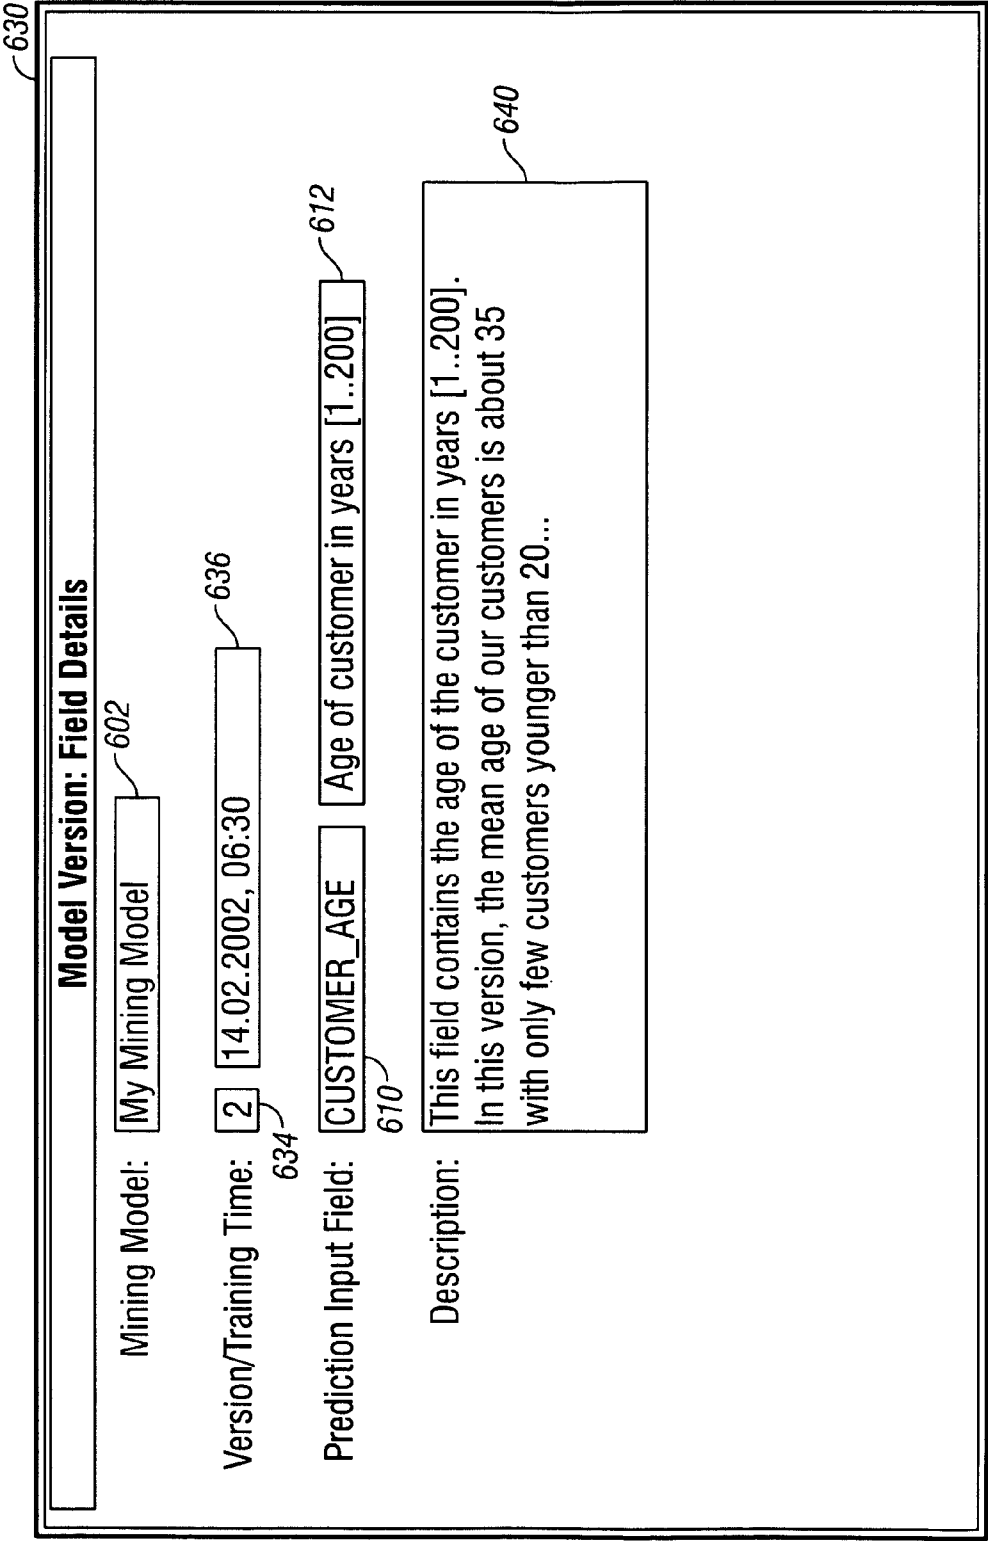 630
Model Version: Field Details
Mining Model: My Mining Model 602
Version/Training Time: 2 14.02.2002, 06:30 636
634
Prediction Input Field: CUSTOMER_AGE Age of customer in years [1..200] 612
610
Description: This field contains the age of the customer in years [1..200]. 640
In this version, the mean age of our customers is about 35
with only few customers younger than 20...